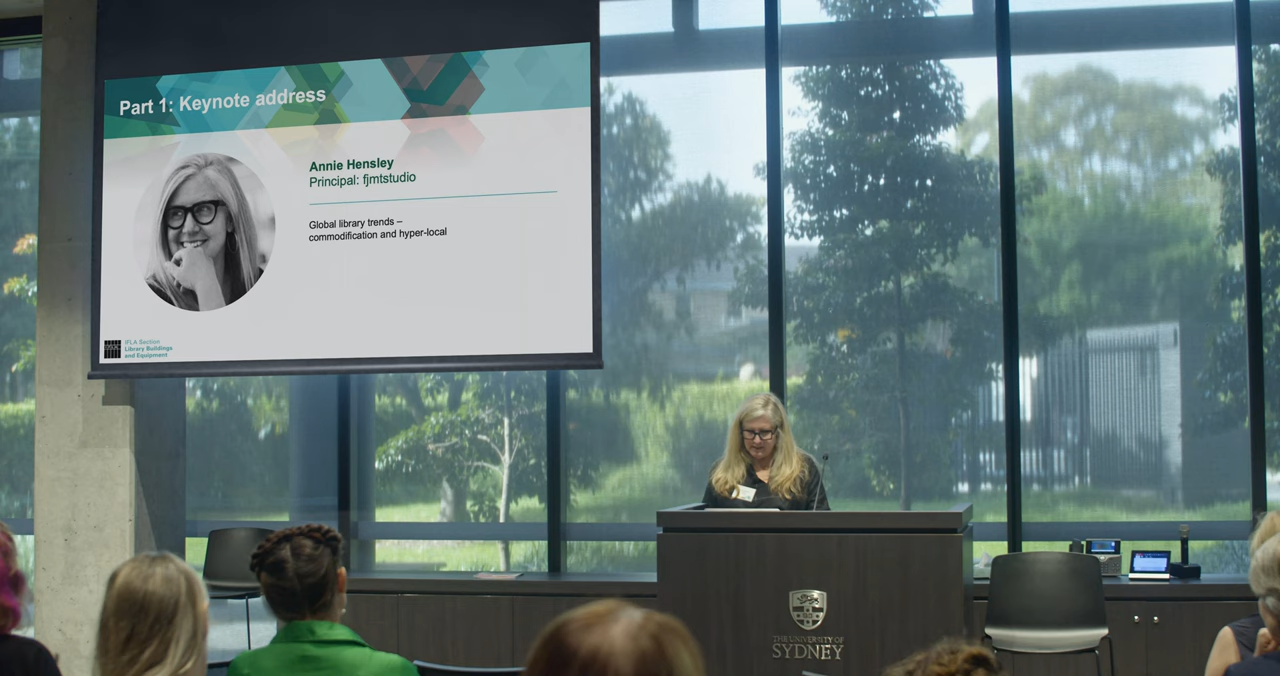 Part 1: Keynote address
Annie Hensley
Principal: fjmtstudio
Global library trends –
commodification and hyper-local
IFLA Section
Library Buildings
and Equipment
THE UNIVERSITY OF
SYDNEY